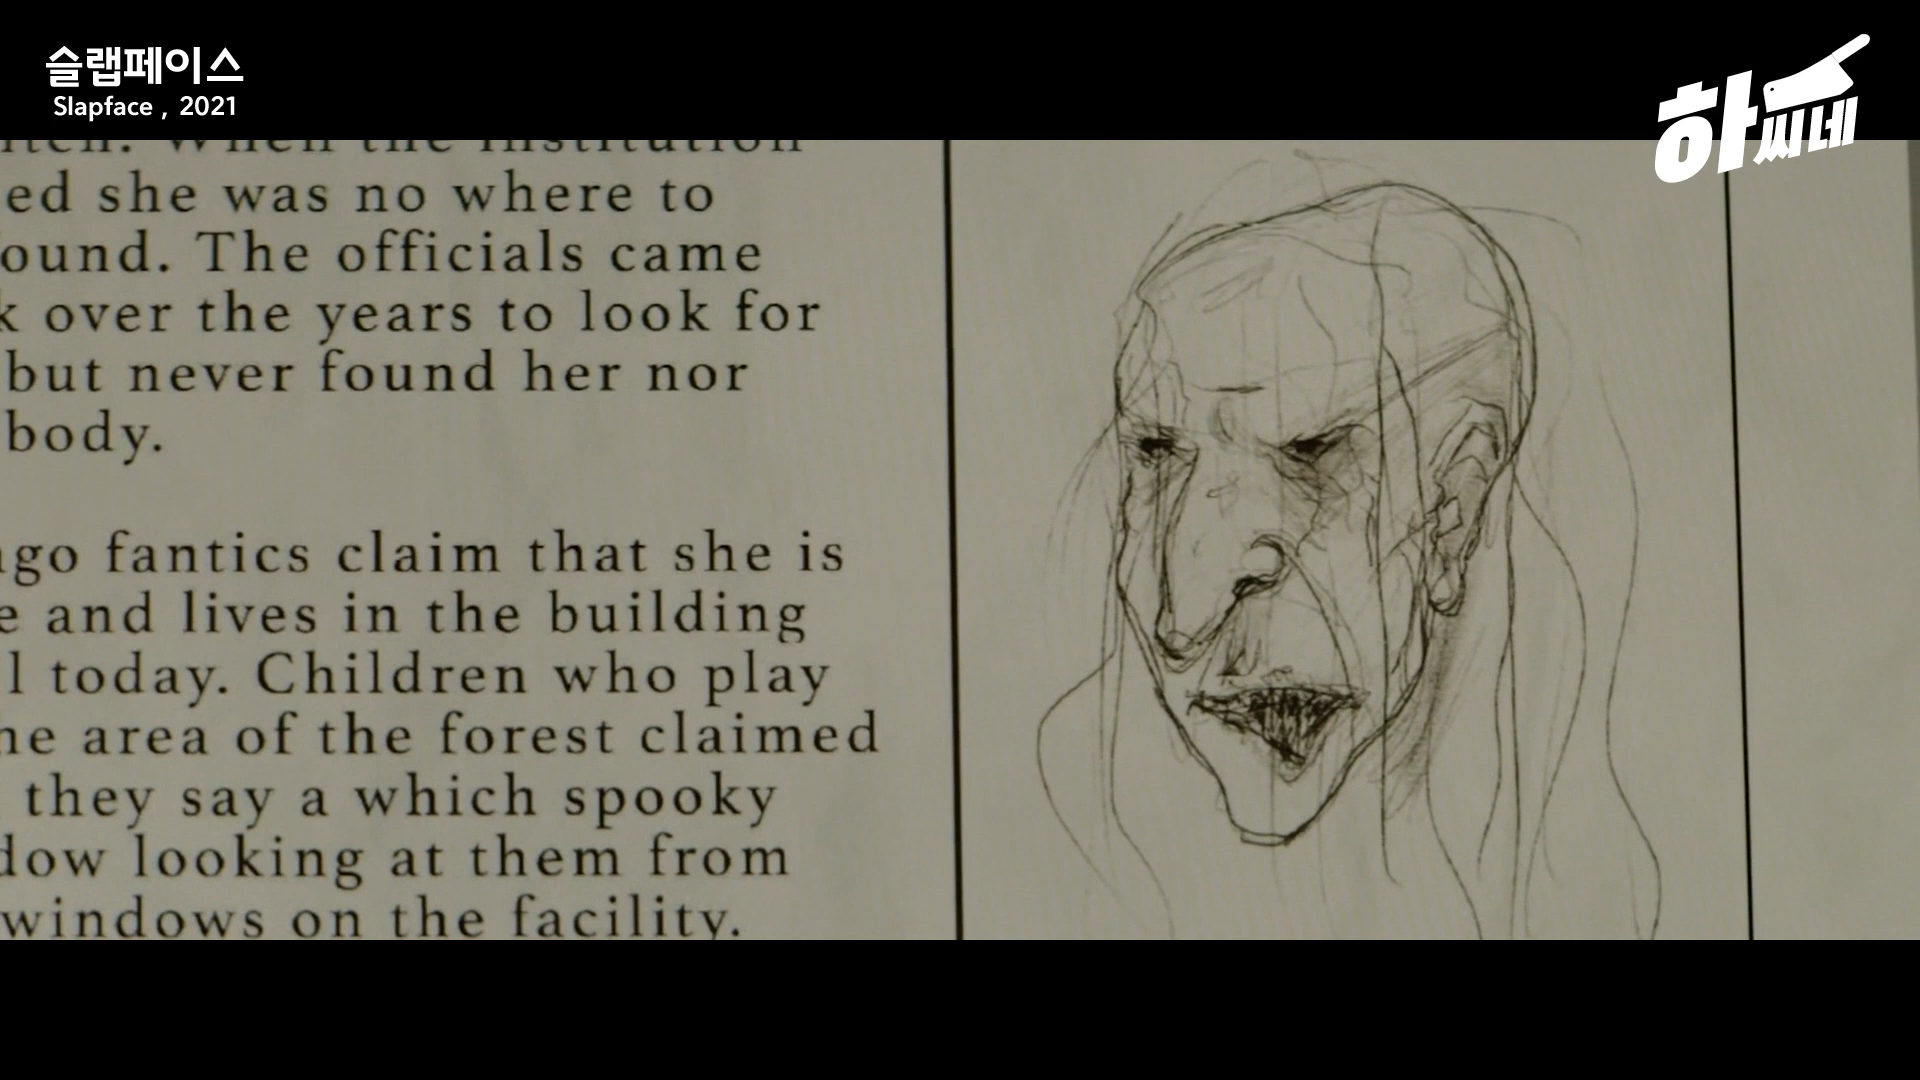 슬랩페이스
Slapface , 2021
하씨네
When the institution
ed she was no where to
ound. The officials came
k over the years to look for
but never found her nor
body.
go fantics claim that she is
e and lives in the building
l today. Children who play
he area of the forest claimed
they say a which spooky
dow looking at them from
windows on the facility.